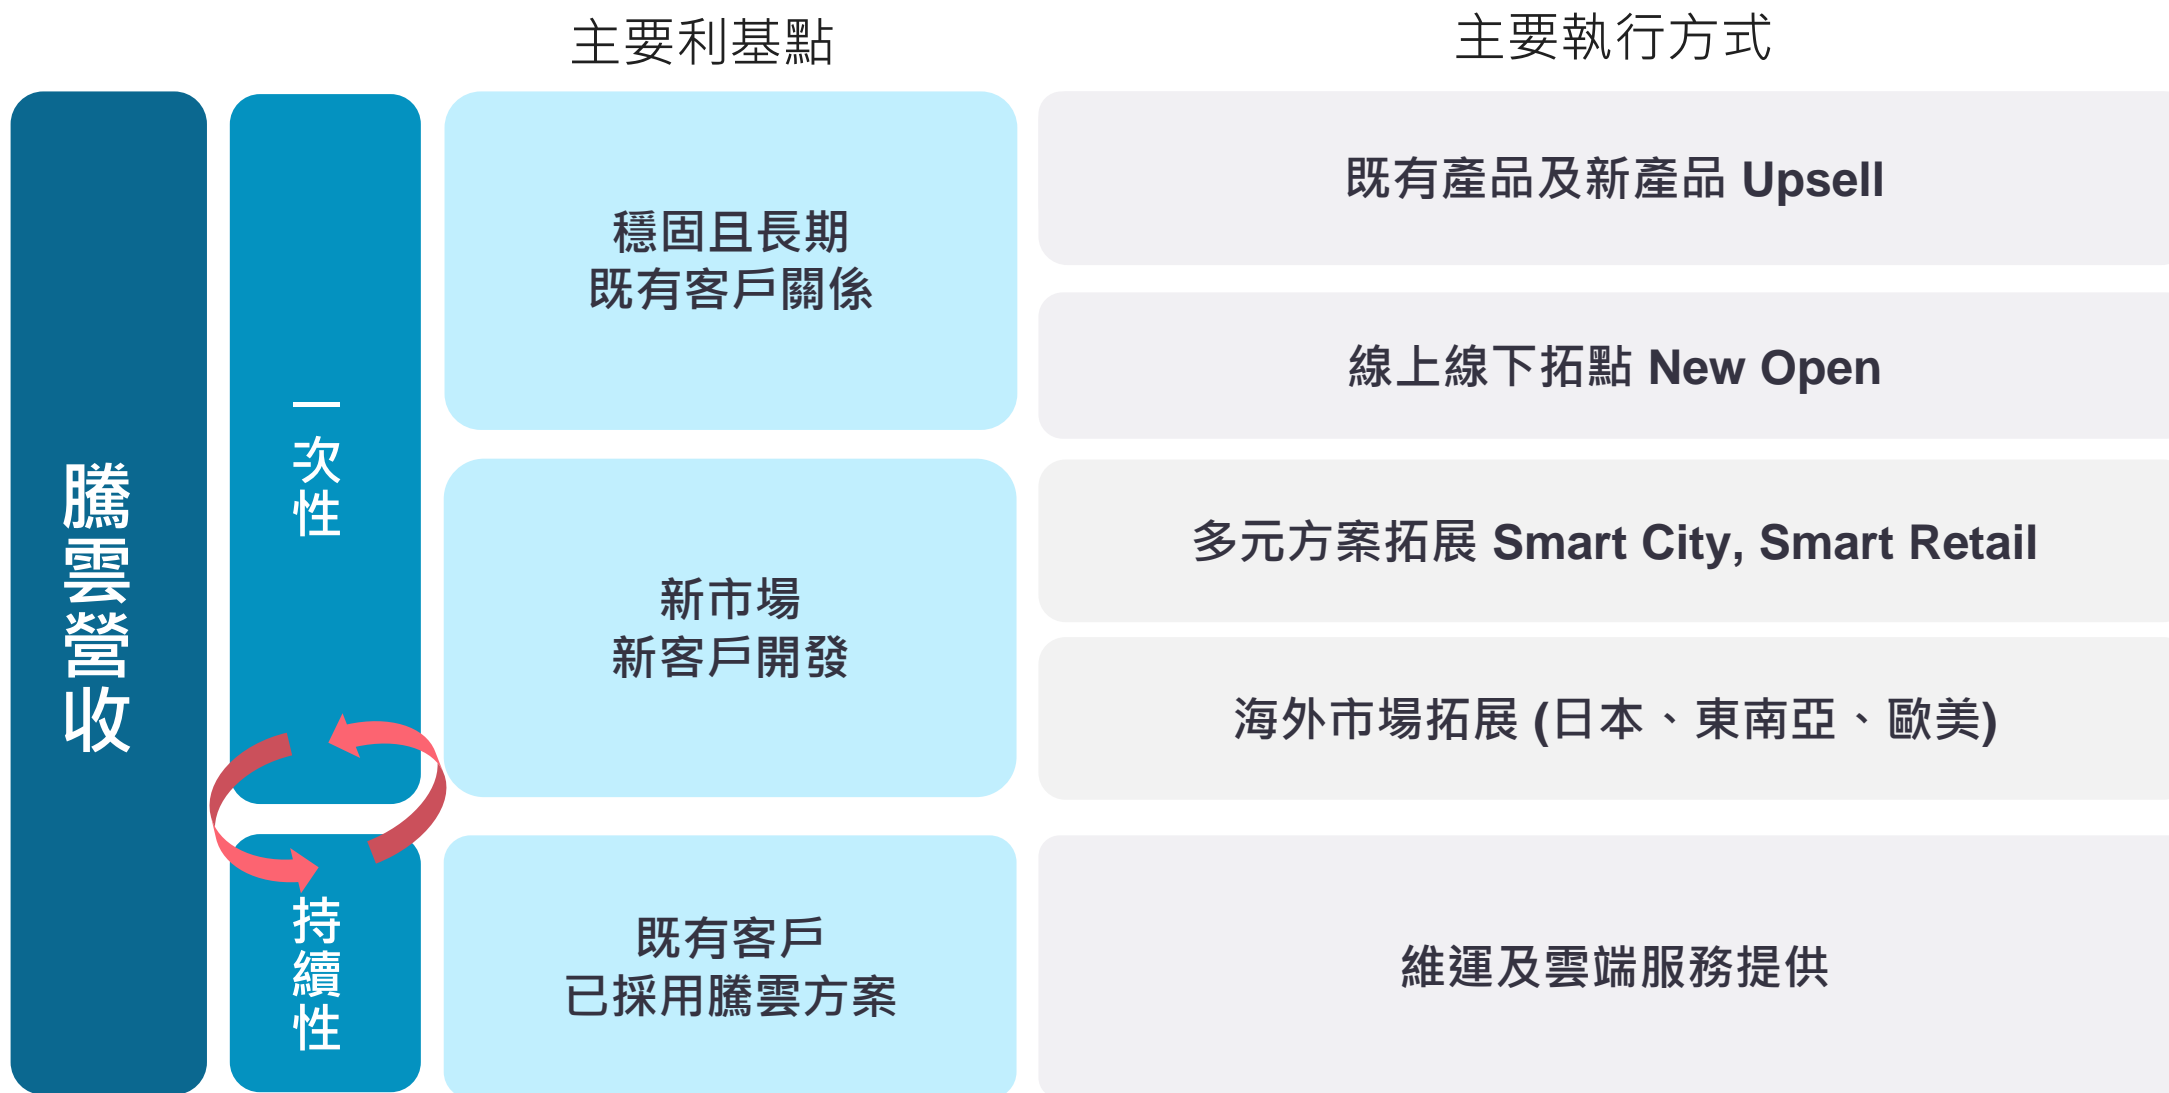 主要利基點
主要執行方式
騰雲營收
一次性
穩固且長期
既有客戶關係
既有產品及新產品 Upsell
線上線下拓點 New Open
新市場
新客戶開發
多元方案拓展 Smart City, Smart Retail
海外市場拓展 (日本、東南亞、歐美)
持續性
既有客戶
已採用騰雲方案
維運及雲端服務提供